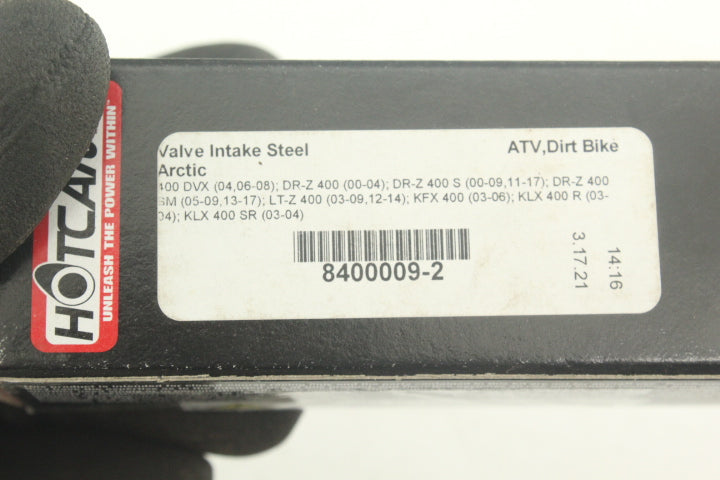 HOTCAMS
UNLEASH THE POWER WITHIN™
Valve Intake Steel
ATV,Dirt Bike
Arctic
400 DVX (04,06-08); DR-Z 400 (00-04); DR-Z 400 S (00-09,11-17); DR-Z 400
SM (05-09,13-17); LT-Z 400 (03-09,12-14); KFX 400 (03-06); KLX 400 R (03-
04); KLX 400 SR (03-04)
8400009-2
3.17.21
14:16